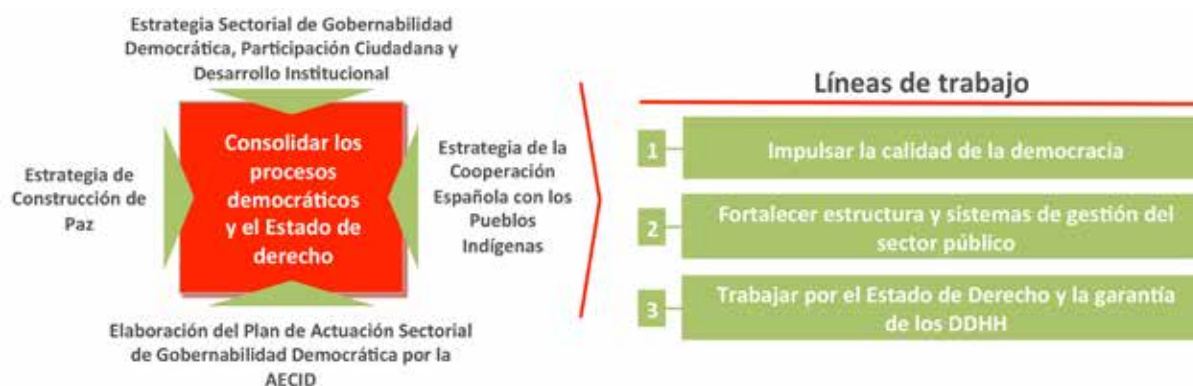 Estrategia Sectorial de Gobernabilidad
Democrática, Participación Ciudadana y
Desarrollo Institucional
Estrategia de
Construcción de
Paz
Consolidar los
procesos
democráticos
y el Estado de
derecho
Estrategia de la
Cooperación
Española con los
Pueblos
Indígenas
Elaboración del Plan de Actuación Sectorial
de Gobernabilidad Democrática por la
AECID
Líneas de trabajo
1 Impulsar la calidad de la democracia
2 Fortalecer estructura y sistemas de gestión del
sector público
3 Trabajar por el Estado de Derecho y la garantía
de los DDHH